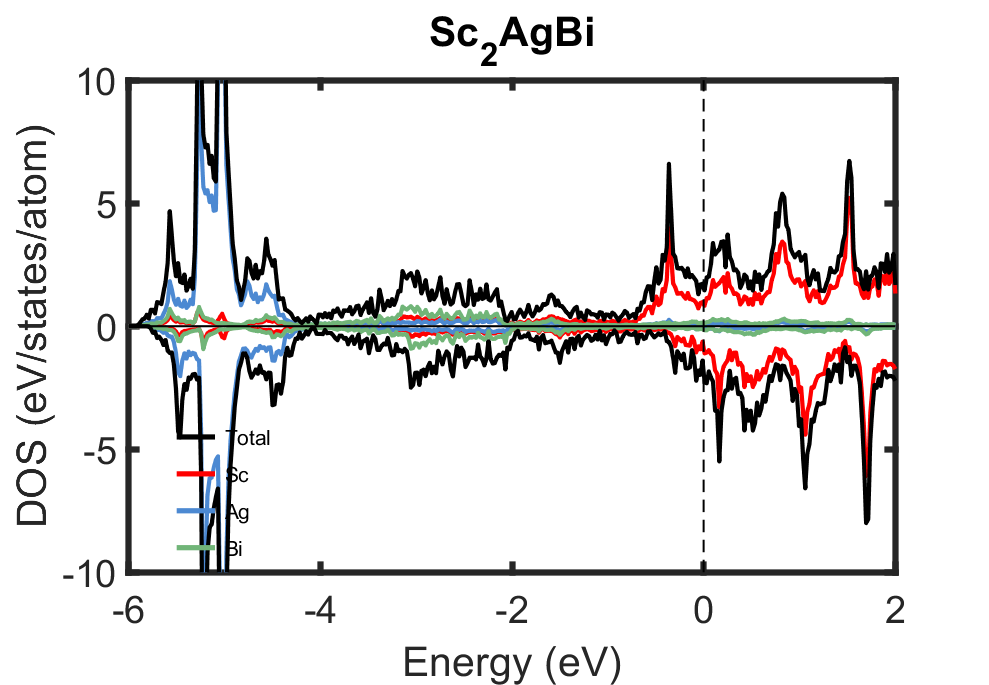 Sc₂AgBi
10
5
0
-5
-10
DOS (eV/states/atom)
Total
Sc
Ag
Bi
-6 -4 -2 0 2
Energy (eV)